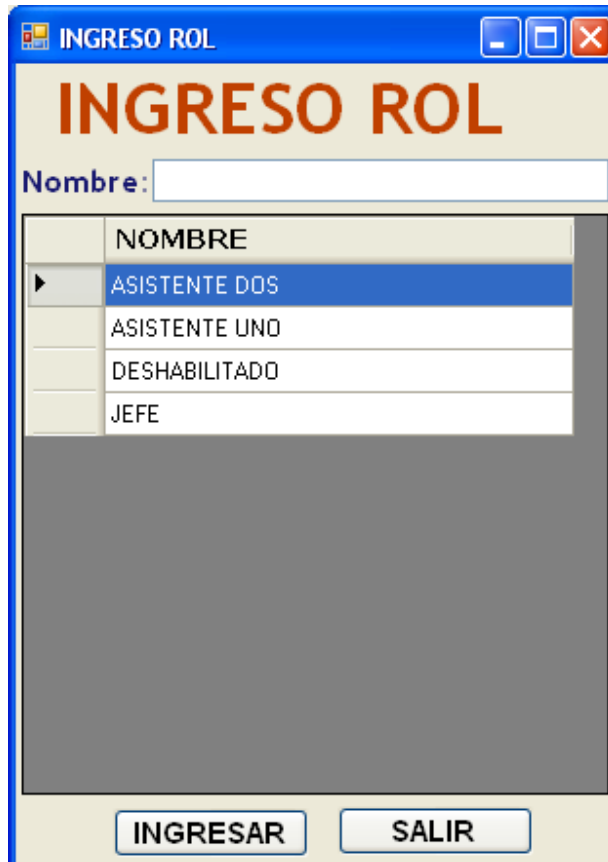 INGRESO ROL
INGRESO ROL
Nombre:
NOMBRE
ASISTENTE DOS
ASISTENTE UNO
DESHABILITADO
JEFE
INGRESAR SALIR